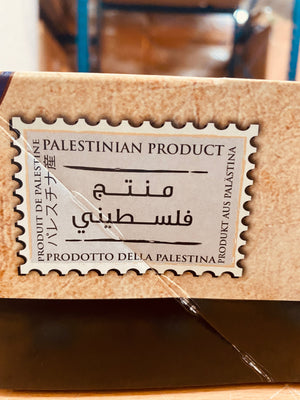 PALESTINIAN PRODUCT
PRODUIT DE PALESTINE
パレスチナ産
منتج
فلسطيني
PRODUKT AUS PALÄSTINA
PRODOTTO DELLA PALESTINA